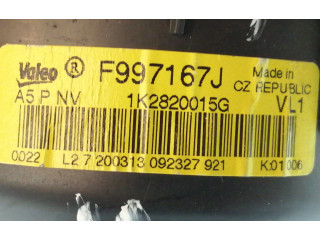 Valeo ® F997167J Made in
CZ REPUBLIC
A5 P NV 1K2820015G VL1
0022 L2 7 200313 092327 921 K:01006